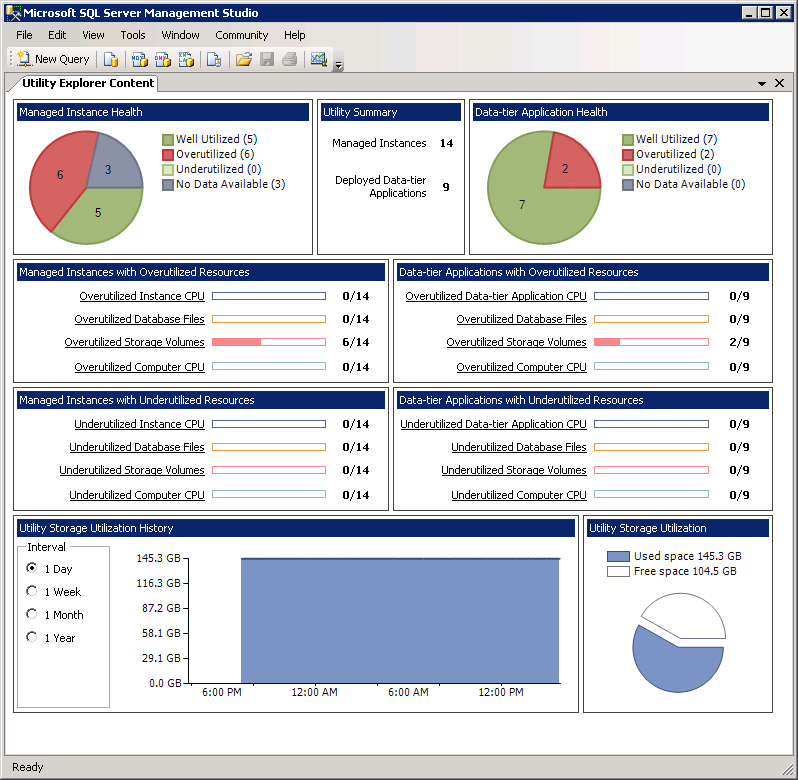 Microsoft SQL Server Management Studio
File Edit View Tools Window Community Help
New Query
Utility Explorer Content
Managed Instance Health
6
3
5
Well Utilized (5)
Overutilized (6)
Underutilized (0)
No Data Available (3)
Utility Summary
Managed Instances 14
Deployed Data-tier
Applications 9
Data-tier Application Health
2
7
Well Utilized (7)
Overutilized (2)
Underutilized (0)
No Data Available (0)
Managed Instances with Overutilized Resources
Overutilized Instance CPU 0/14
Overutilized Database Files 0/14
Overutilized Storage Volumes 6/14
Overutilized Computer CPU 0/14
Data-tier Applications with Overutilized Resources
Overutilized Data-tier Application CPU 0/9
Overutilized Database Files 0/9
Overutilized Storage Volumes 2/9
Overutilized Computer CPU 0/9
Managed Instances with Underutilized Resources
Underutilized Instance CPU 0/14
Underutilized Database Files 0/14
Underutilized Storage Volumes 0/14
Underutilized Computer CPU 0/14
Data-tier Applications with Underutilized Resources
Underutilized Data-tier Application CPU 0/9
Underutilized Database Files 0/9
Underutilized Storage Volumes 0/9
Underutilized Computer CPU 0/9
Utility Storage Utilization History
Interval
1 Day
1 Week
1 Month
1 Year
145.3 GB
116.3 GB
87.2 GB
58.1 GB
29.1 GB
0.0 GB
6:00 PM 12:00 AM 6:00 AM 12:00 PM
Utility Storage Utilization
Used space 145.3 GB
Free space 104.5 GB
Ready